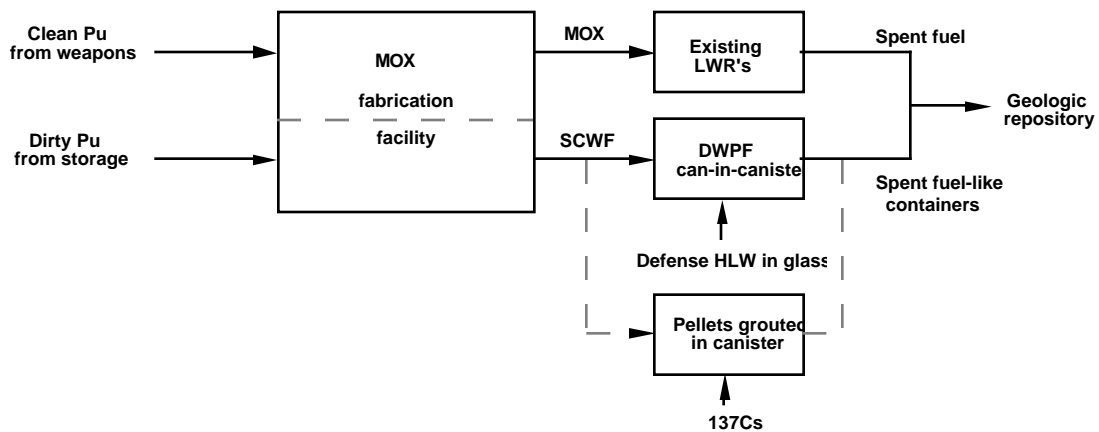 Clean Pu
from weapons
MOX
fabrication
facility
MOX
Existing
LWR's
Spent fuel
Geologic
repository
Dirty Pu
from storage
SCWF
DWPF
can-in-caniste
Spent fuel-like
containers
Defense HLW in glass
Pellets grouted
in canister
137Cs